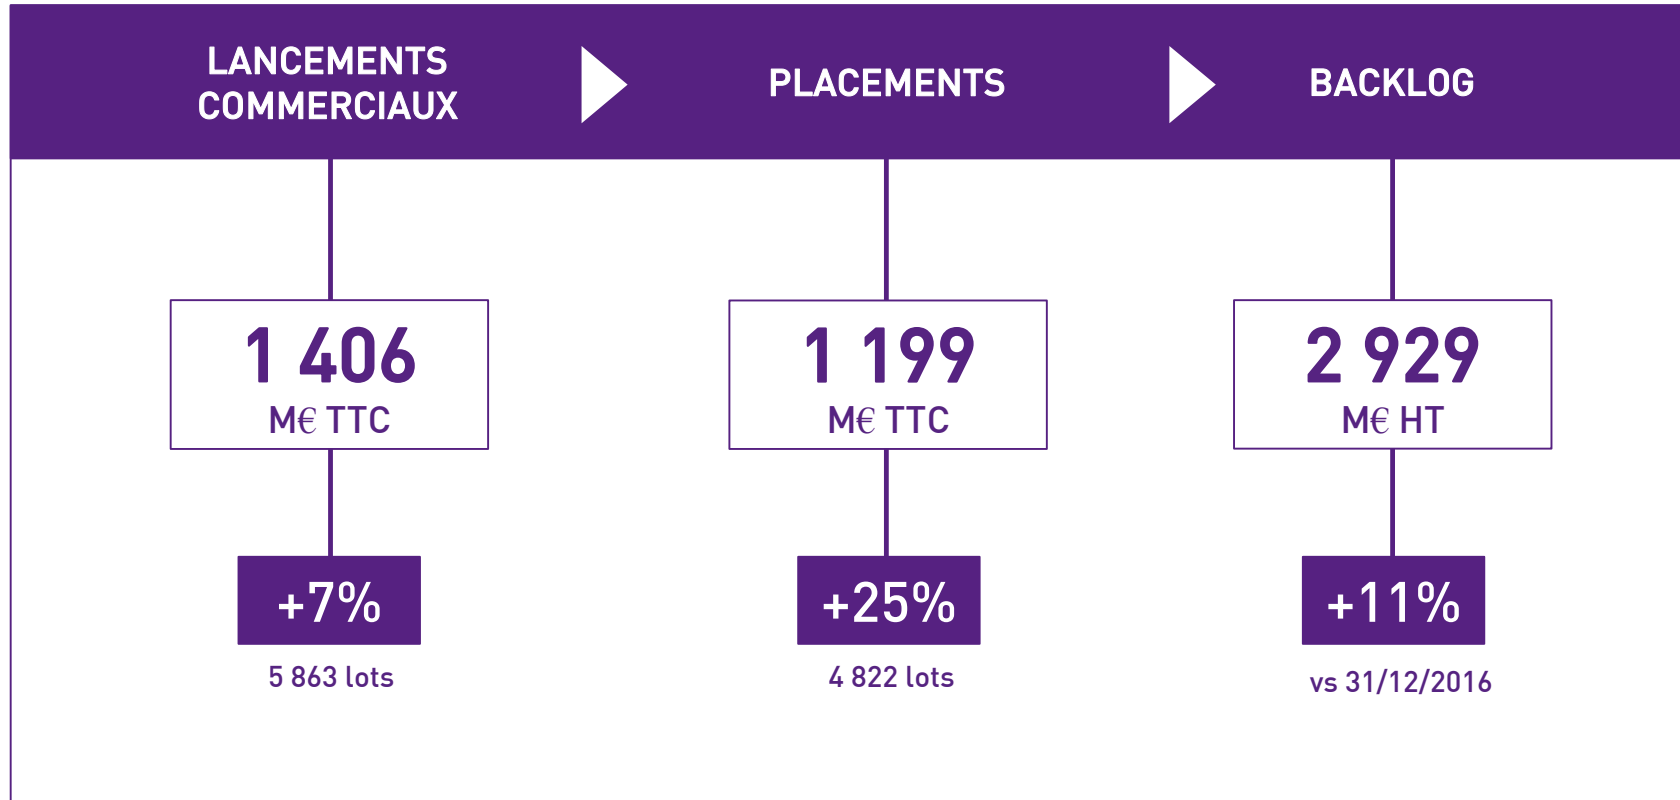 LANCEMENTS
COMMERCIAUX
PLACEMENTS
BACKLOG
1 406
M€ TTC
1 199
M€ TTC
2 929
M€ HT
+7%
+25%
+11%
5 863 lots
4 822 lots
vs 31/12/2016